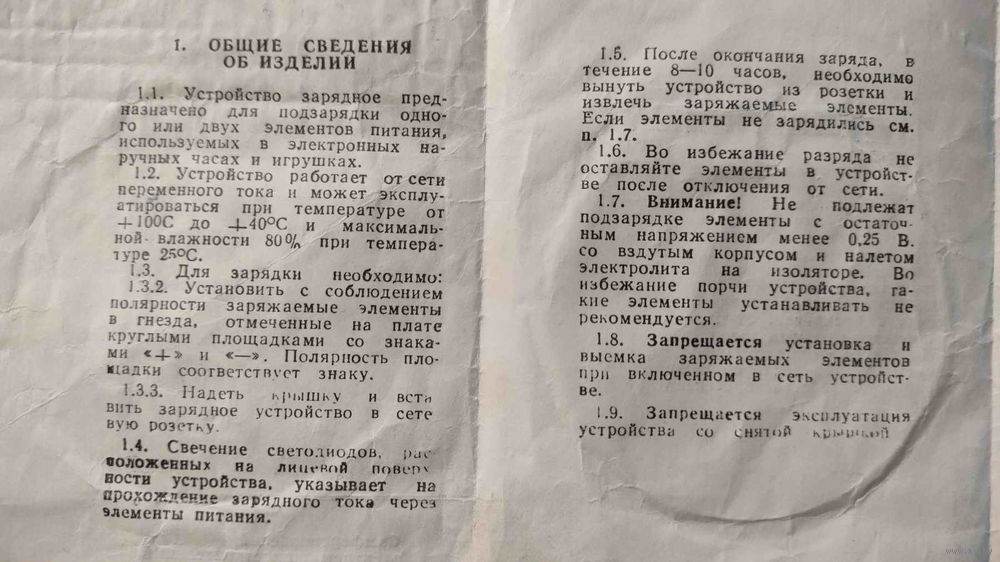 1. ОБЩИЕ СВЕДЕНИЯ
ОБ ИЗДЕЛИИ
1.1. Устройство зарядное пред-
назначено для подзарядки одно-
го или двух элементов питания,
используемых в электронных на-
ручных часах и игрушках.
1.2. Устройство работает от сети
переменного тока и может эксплу-
атироваться при температуре от
+100С до +40°С и максималь-
ной влажности 80% при темпера-
туре 25°С.
1.3. Для зарядки необходимо:
1.3.2. Установить с соблюдением
полярности заряжаемые элементы
в гнезда, отмеченные на плате
круглыми площадками со знака-
ми «+» и «—». Полярность пло-
щадки соответствует знаку.
1.3.3. Надеть крышку и вста
вить зарядное устройство в сете
вую розетку.
1.4. Свечение светодиодов, рас
положенных на лицевой поверх
ности устройства, указывает на
прохождение зарядного тока через
элементы питания.
1.5. После окончания заряда, в
течение 8—10 часов, необходимо
вынуть устройство из розетки и
извлечь заряжаемые элементы.
Если элементы не зарядились см.
п. 1.7.
1.6. Во избежание разряда не
оставляйте элементы в устройст-
ве после отключения от сети.
1.7. Внимание! Не подлежат
подзарядке элементы с остаточ-
ным напряжением менее 0,25 В.
со вздутым корпусом и налетом
электролита на изоляторе. Во
избежание порчи устройства, та-
кие элементы устанавливать не
рекомендуется.
1.8. Запрещается установка и
выемка заряжаемых элементов
при включенном в сеть устройст-
ве.
1.9. Запрещается эксплуатация
устройства со снятой крышкой